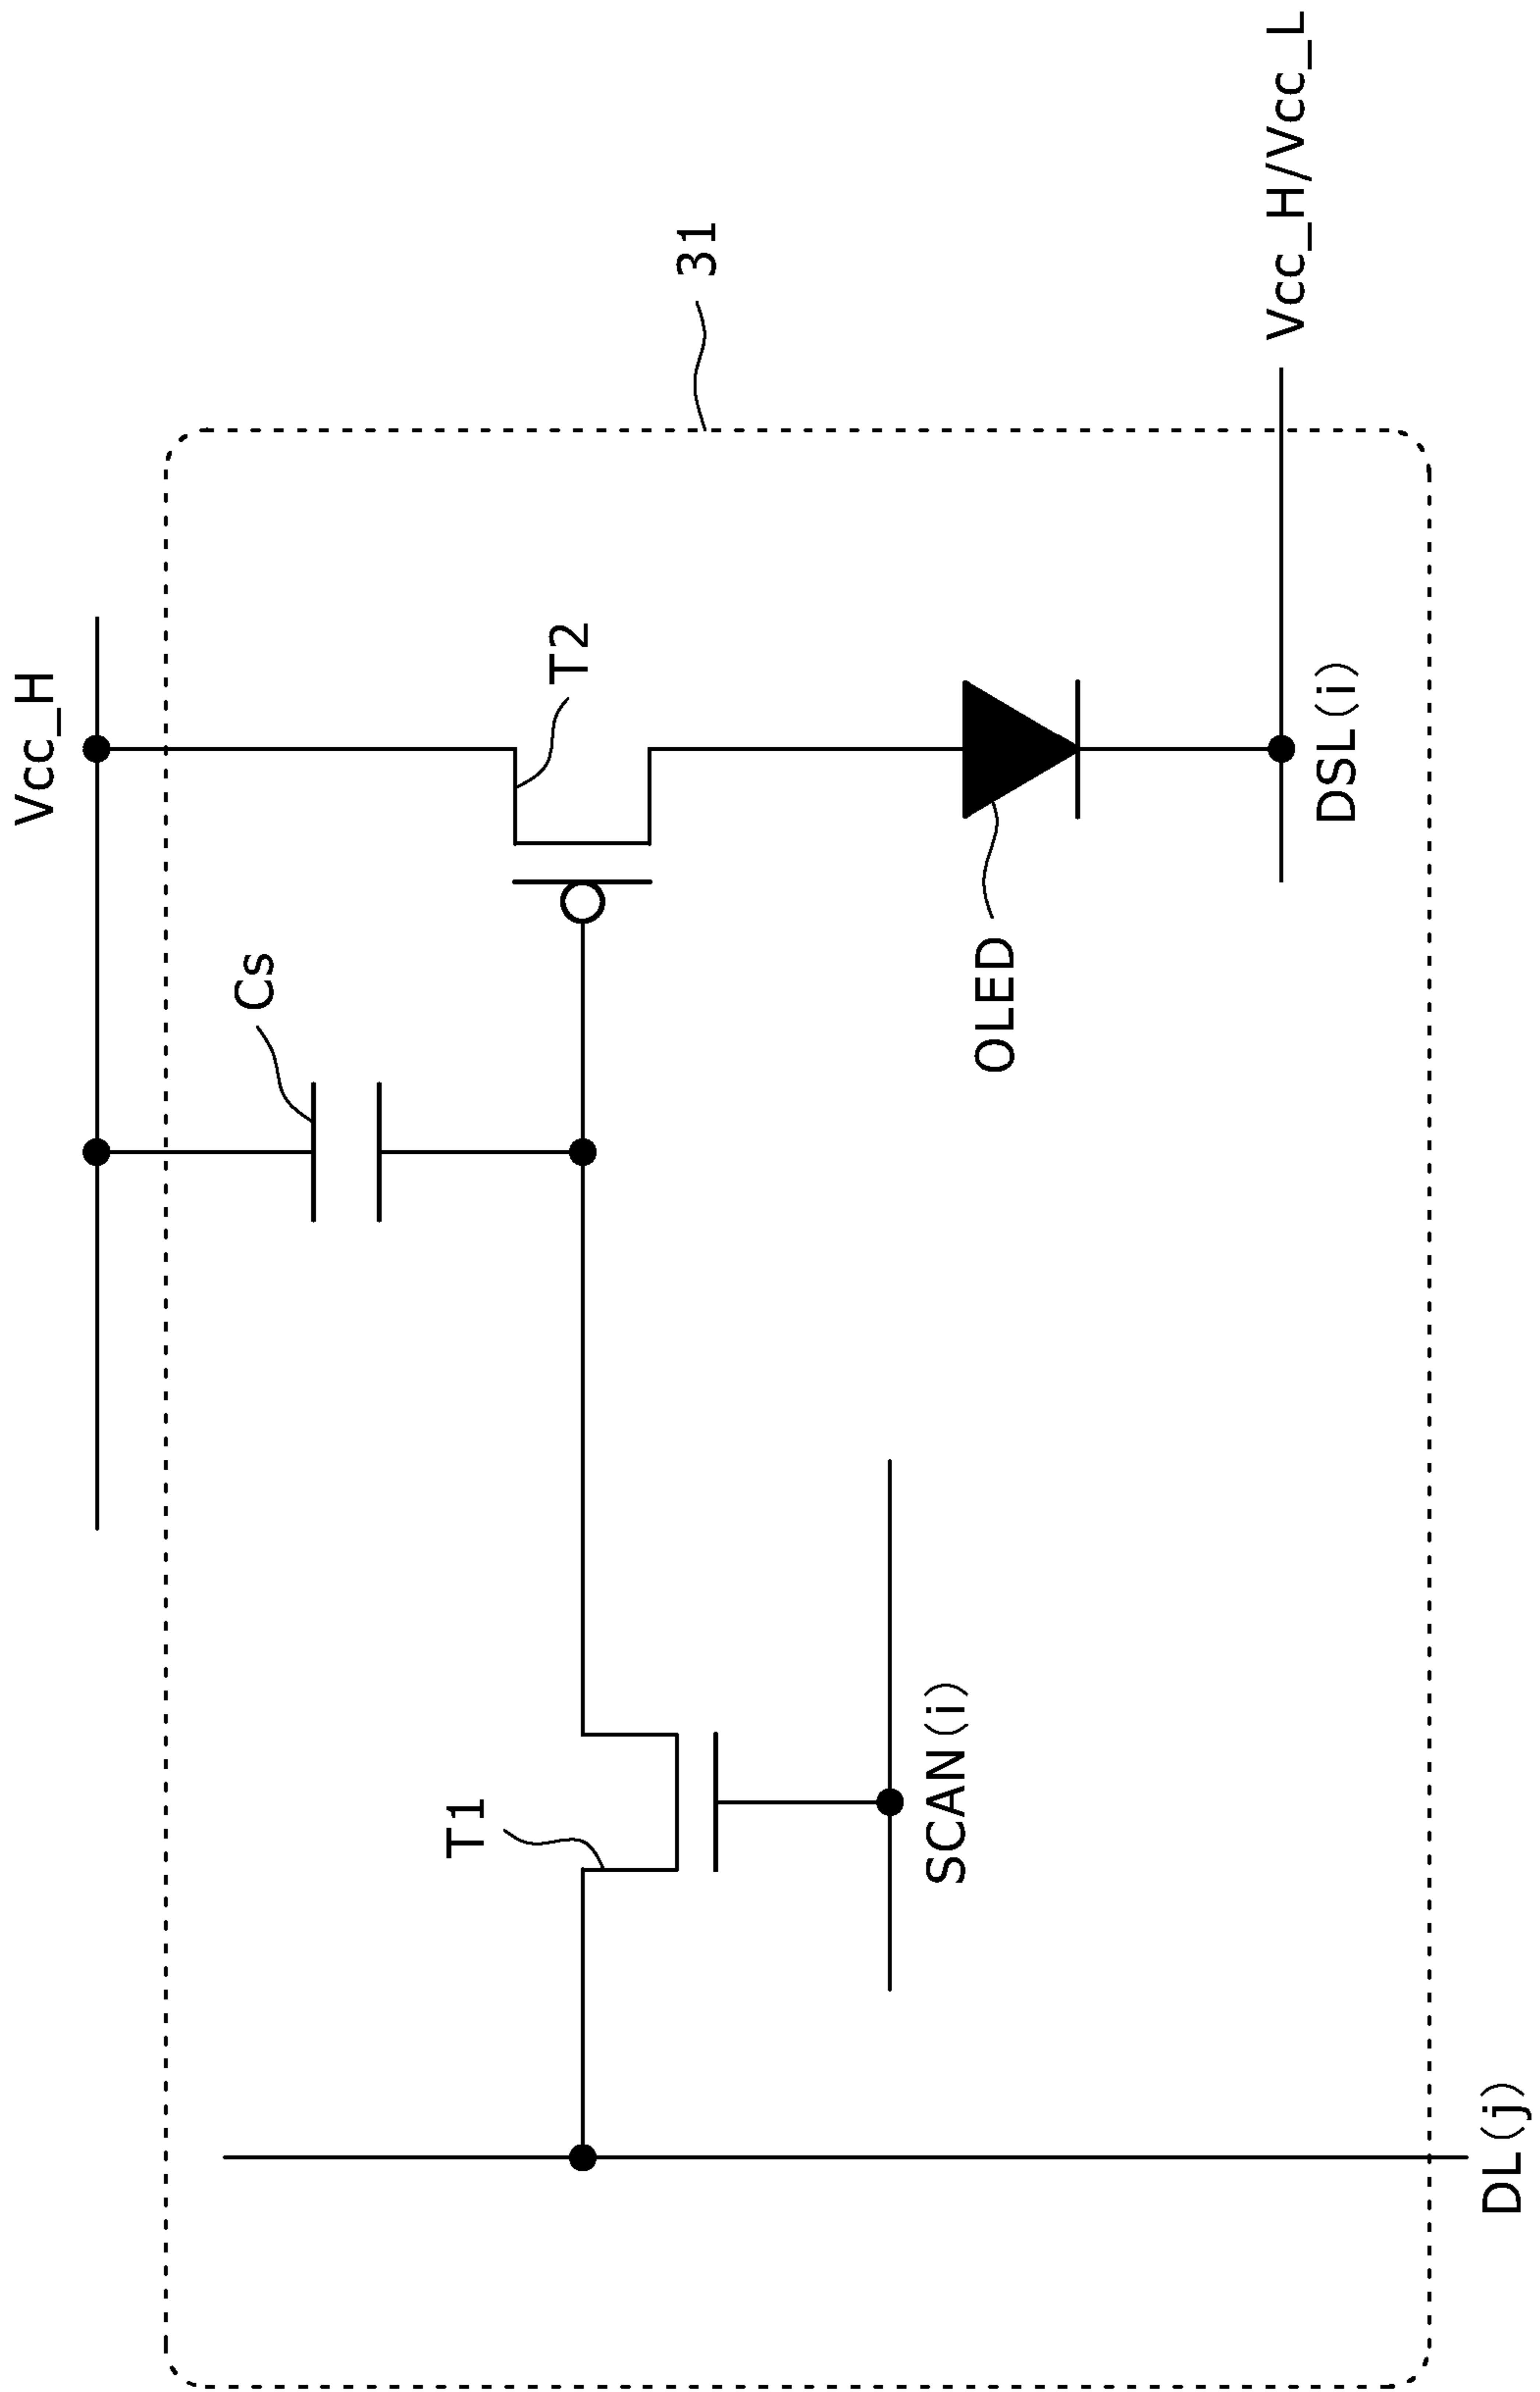 Vcc_H
Cs
T1
T2
31
SCAN(i)
OLED
Vcc_H/Vcc_L
DSL(i)
DL(j)